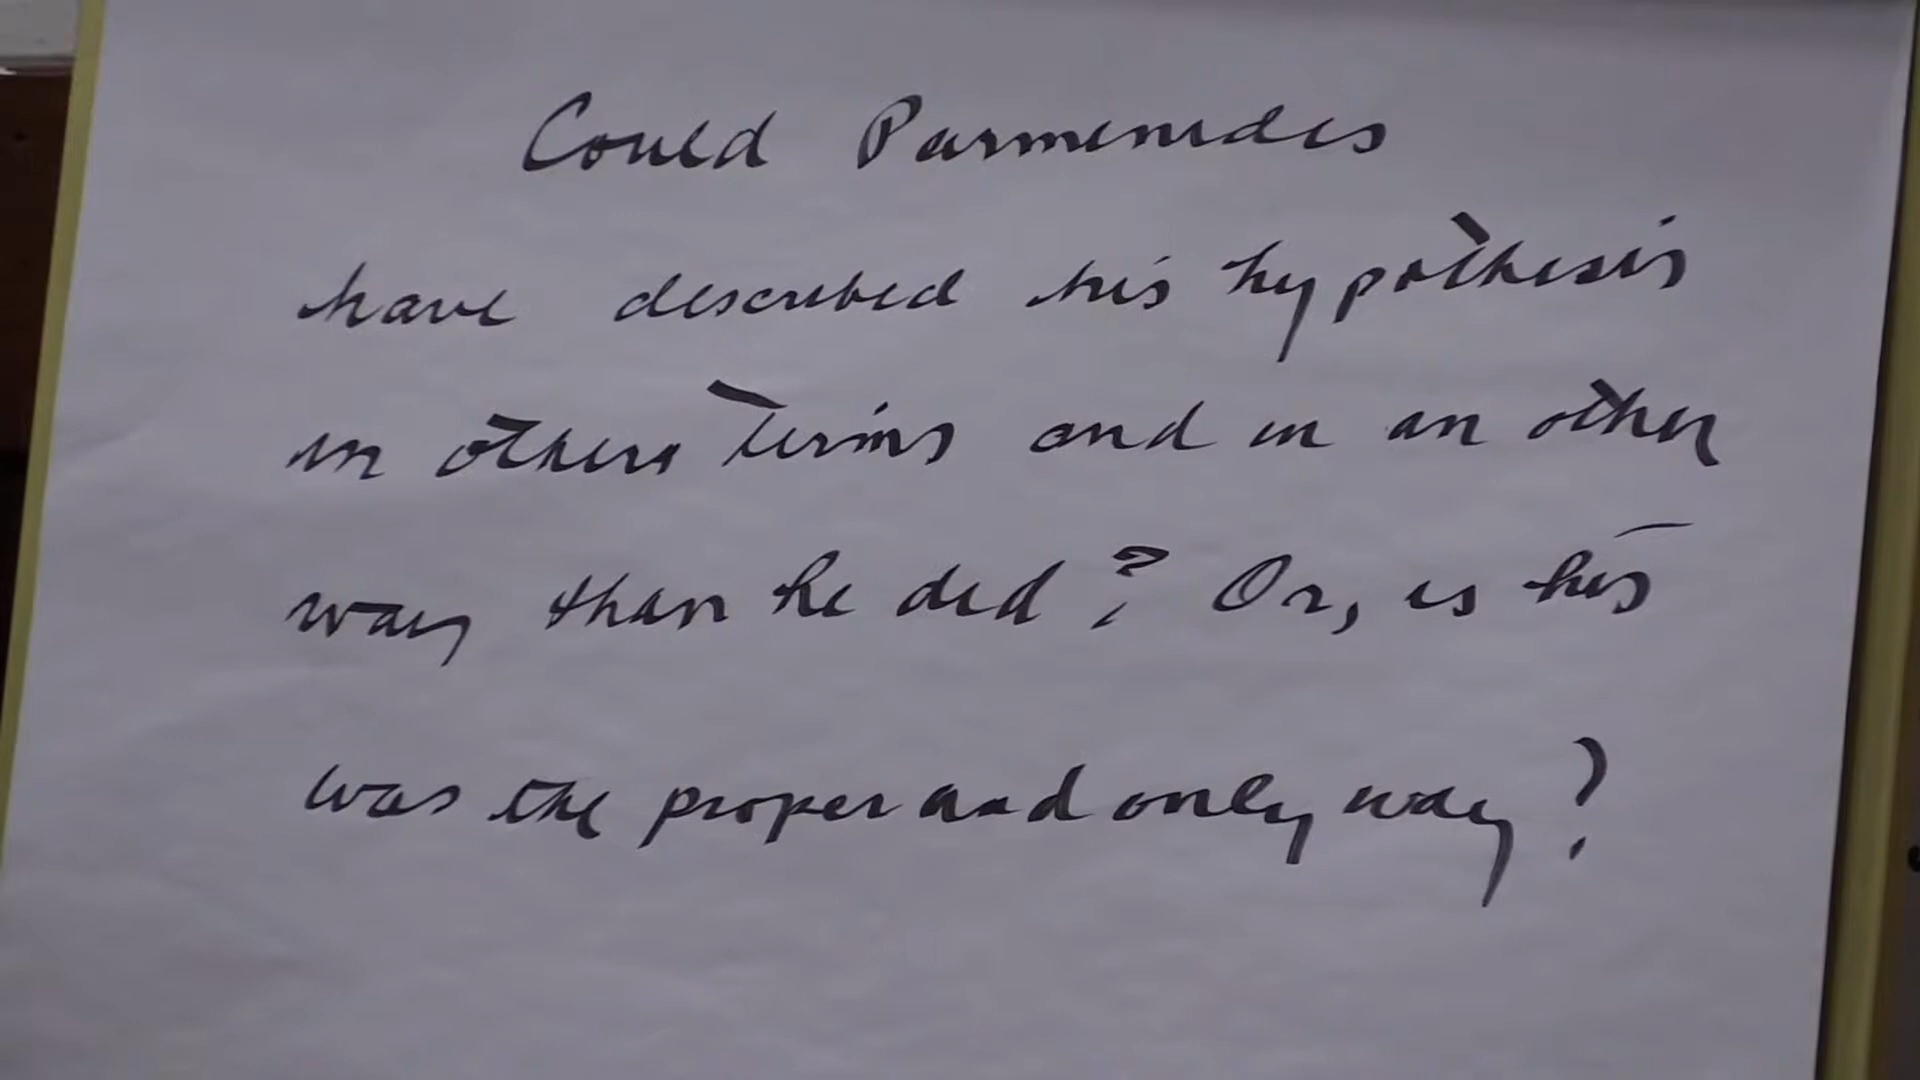 Could Parmenides
have described his hypothesis
in others terms and in an other
way than he did? Or, is his
was the proper and only way?